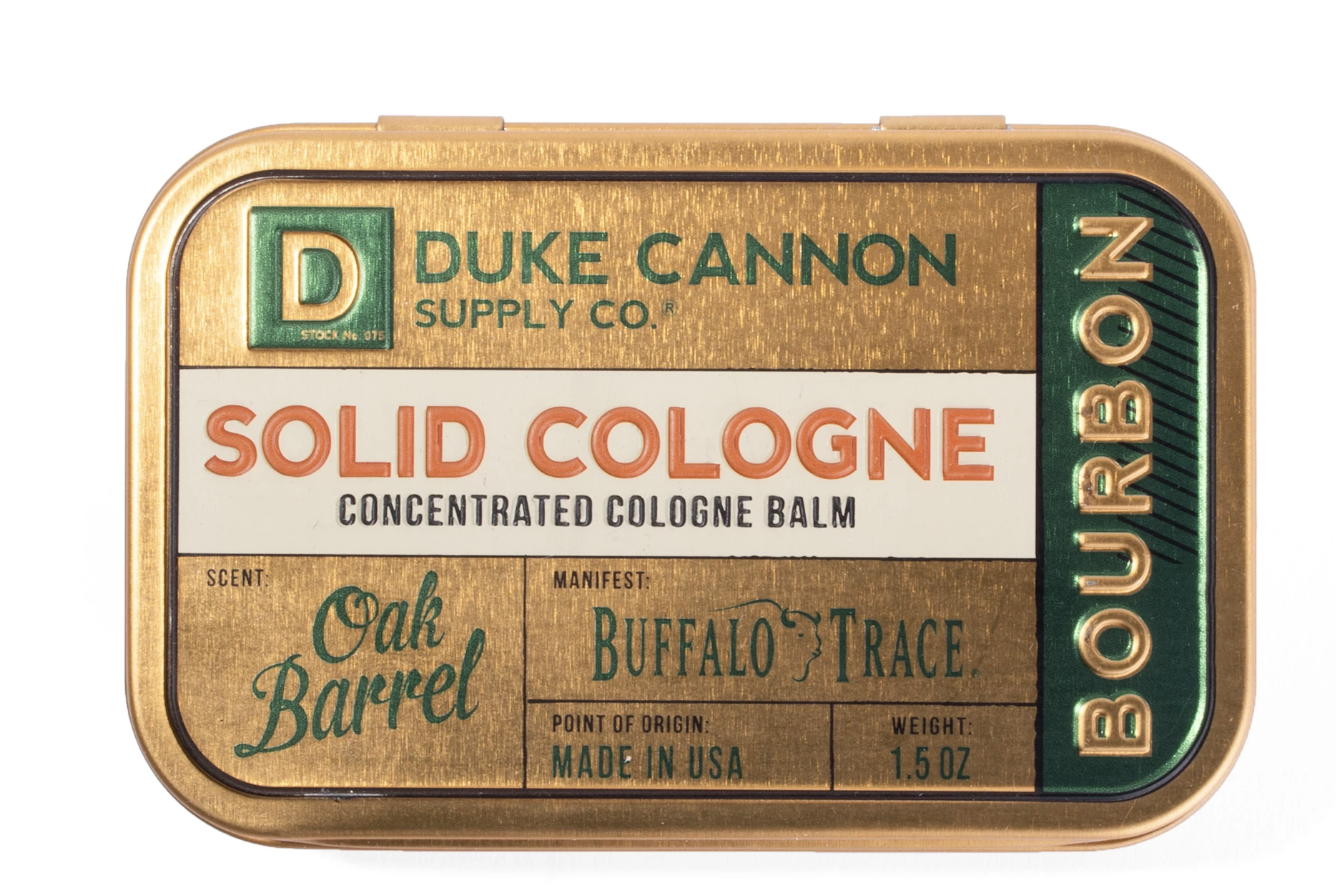 D
STOCK No 075
DUKE CANNON
SUPPLY CO.®
SOLID COLOGNE
CONCENTRATED COLOGNE BALM
SCENT:
Oak
Barrel
MANIFEST:
BUFFALO TRACE.
POINT OF ORIGIN:
MADE IN USA
WEIGHT:
1.5 OZ
BOURBON